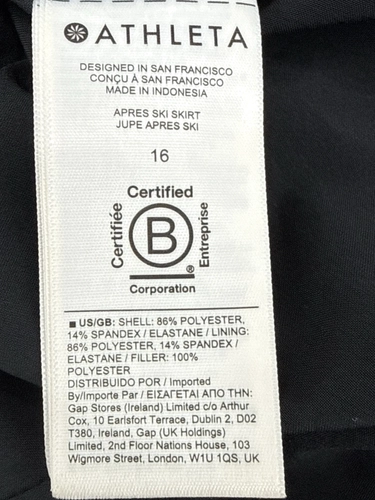 ATHLETA
DESIGNED IN SAN FRANCISCO
CONÇU À SAN FRANCISCO
MADE IN INDONESIA
APRES SKI SKIRT
JUPE APRES SKI
16
Certified
Certifiée
B
Entreprise
®
Corporation
■ US/GB: SHELL: 86% POLYESTER,
14% SPANDEX / ELASTANE / LINING:
86% POLYESTER, 14% SPANDEX /
ELASTANE / FILLER: 100%
POLYESTER
DISTRIBUIDO POR / Imported
By/Importe Par / ΕΙΣΑΓΕΤΑΙ ΑΠΟ ΤΗΝ:
Gap Stores (Ireland) Limited c/o Arthur
Cox, 10 Earlsfort Terrace, Dublin 2, D02
T380, Ireland, Gap (UK Holdings)
Limited, 2nd Floor Nations House, 103
Wigmore Street, London, W1U 1QS, UK